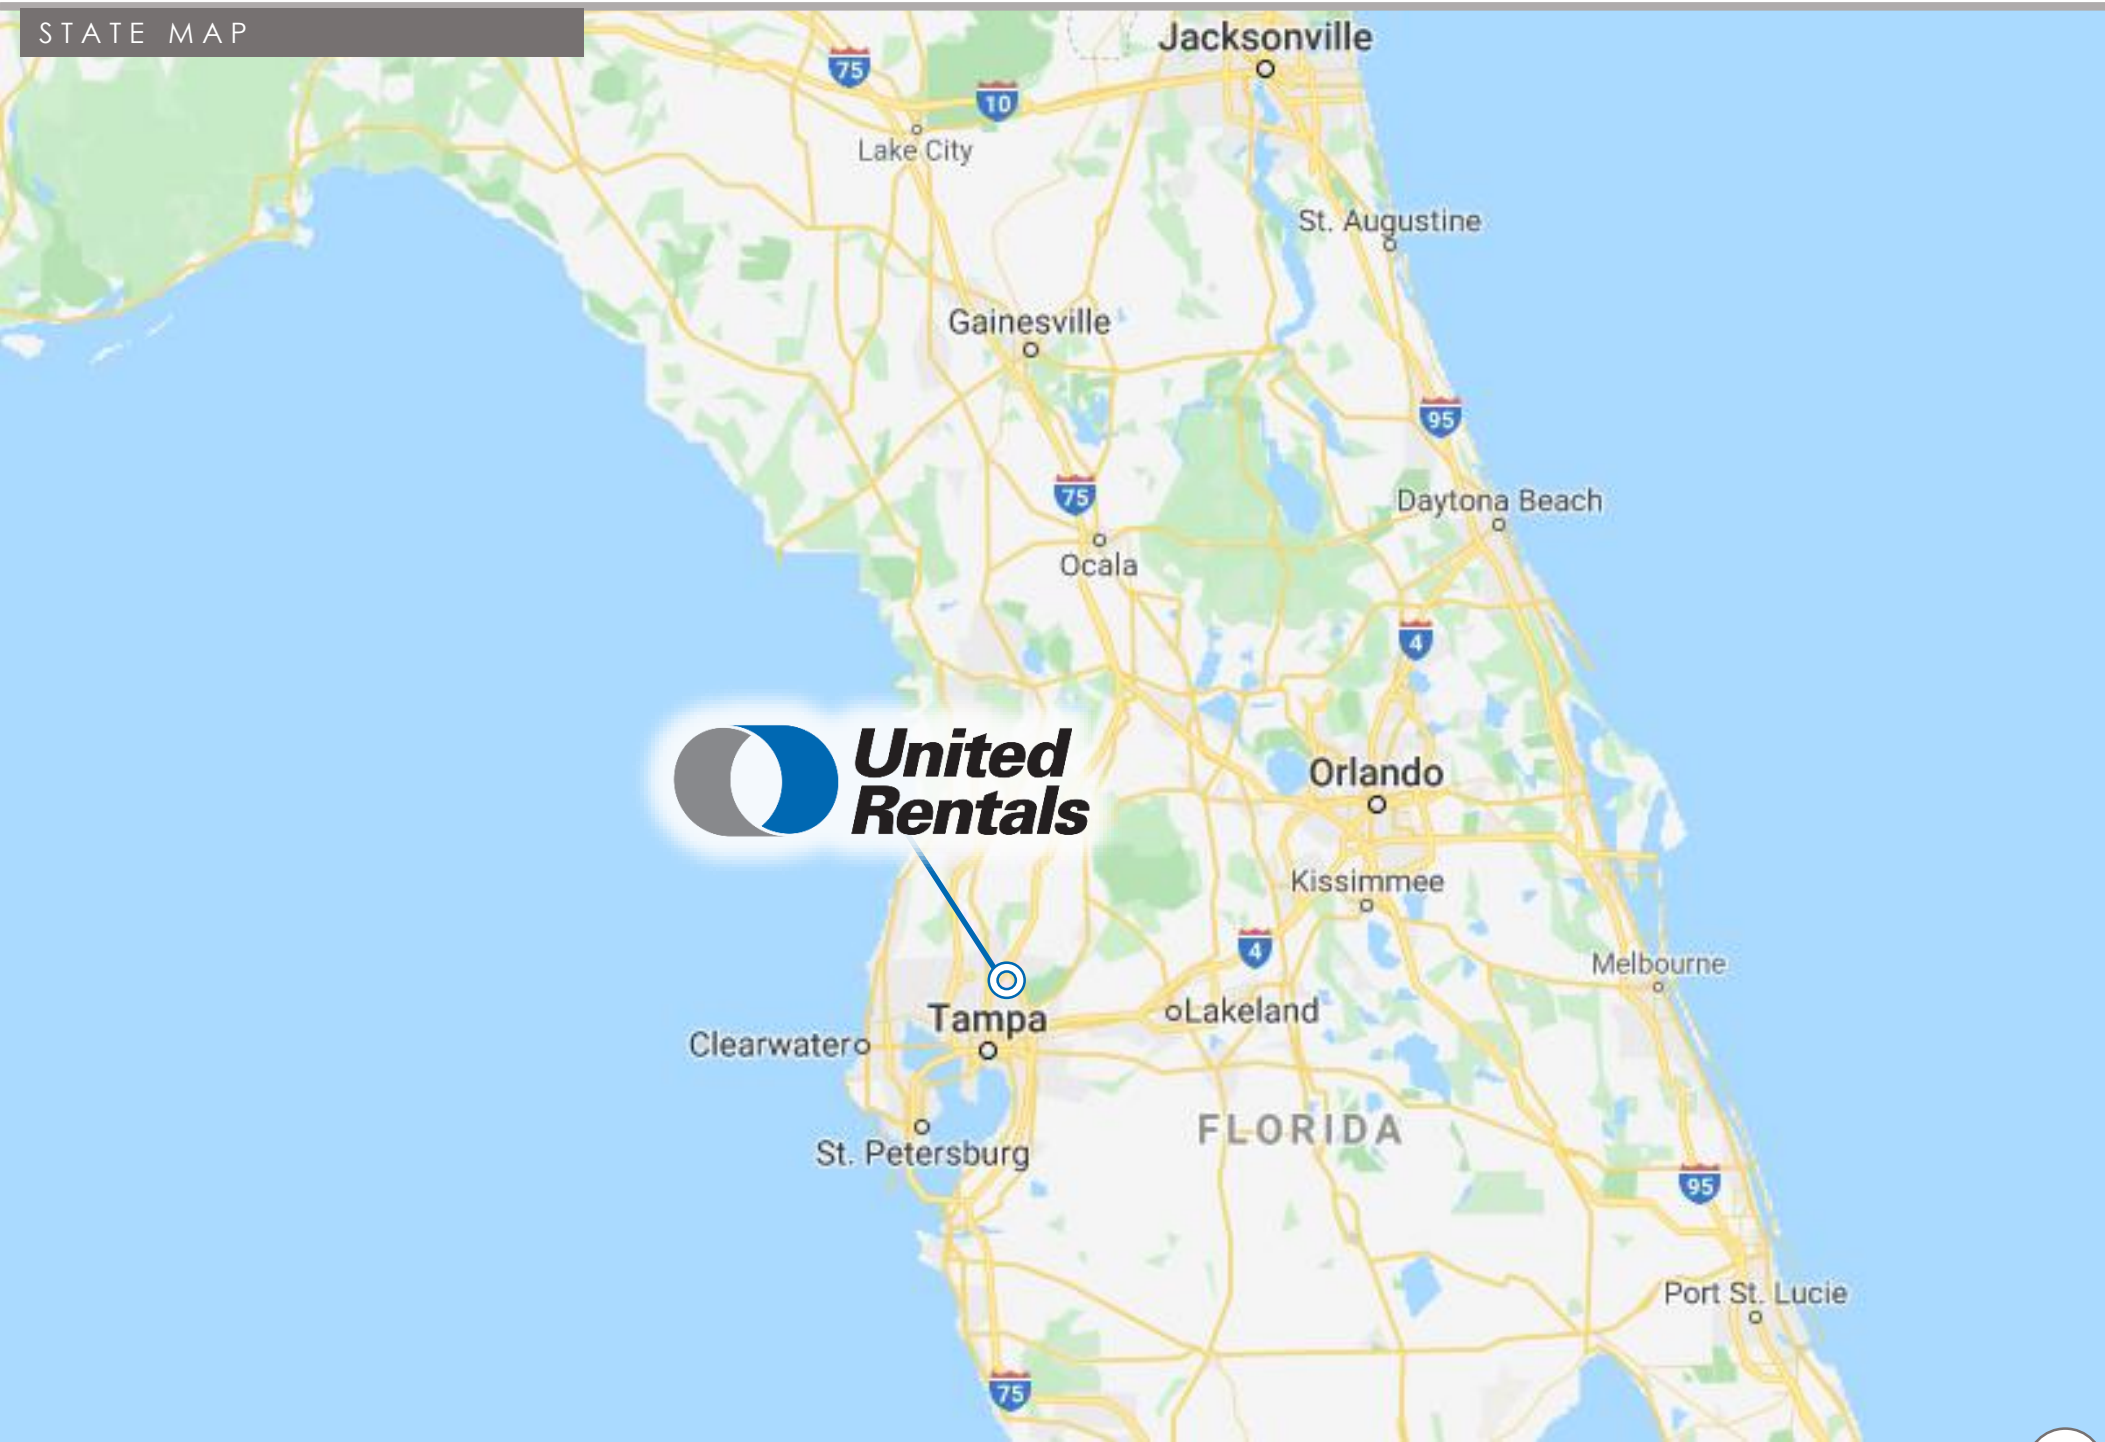 STATE MAP
Jacksonville
75
10
Lake City
St. Augustine
Gainesville
95
75
Daytona Beach
Ocala
4
United
Rentals
Orlando
Kissimmee
4
Melbourne
Tampa
Lakeland
Clearwater
FLORIDA
St. Petersburg
95
Port St. Lucie
75